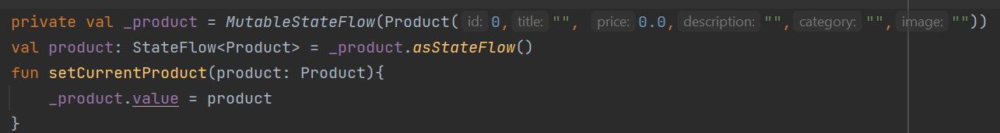 private val _product = MutableStateFlow(Product( id: 0, title: "", price: 0.0, description: "", category: "", image: ""))
val product: StateFlow<Product> = _product.asStateFlow()
fun setCurrentProduct(product: Product){
    _product.value = product
}